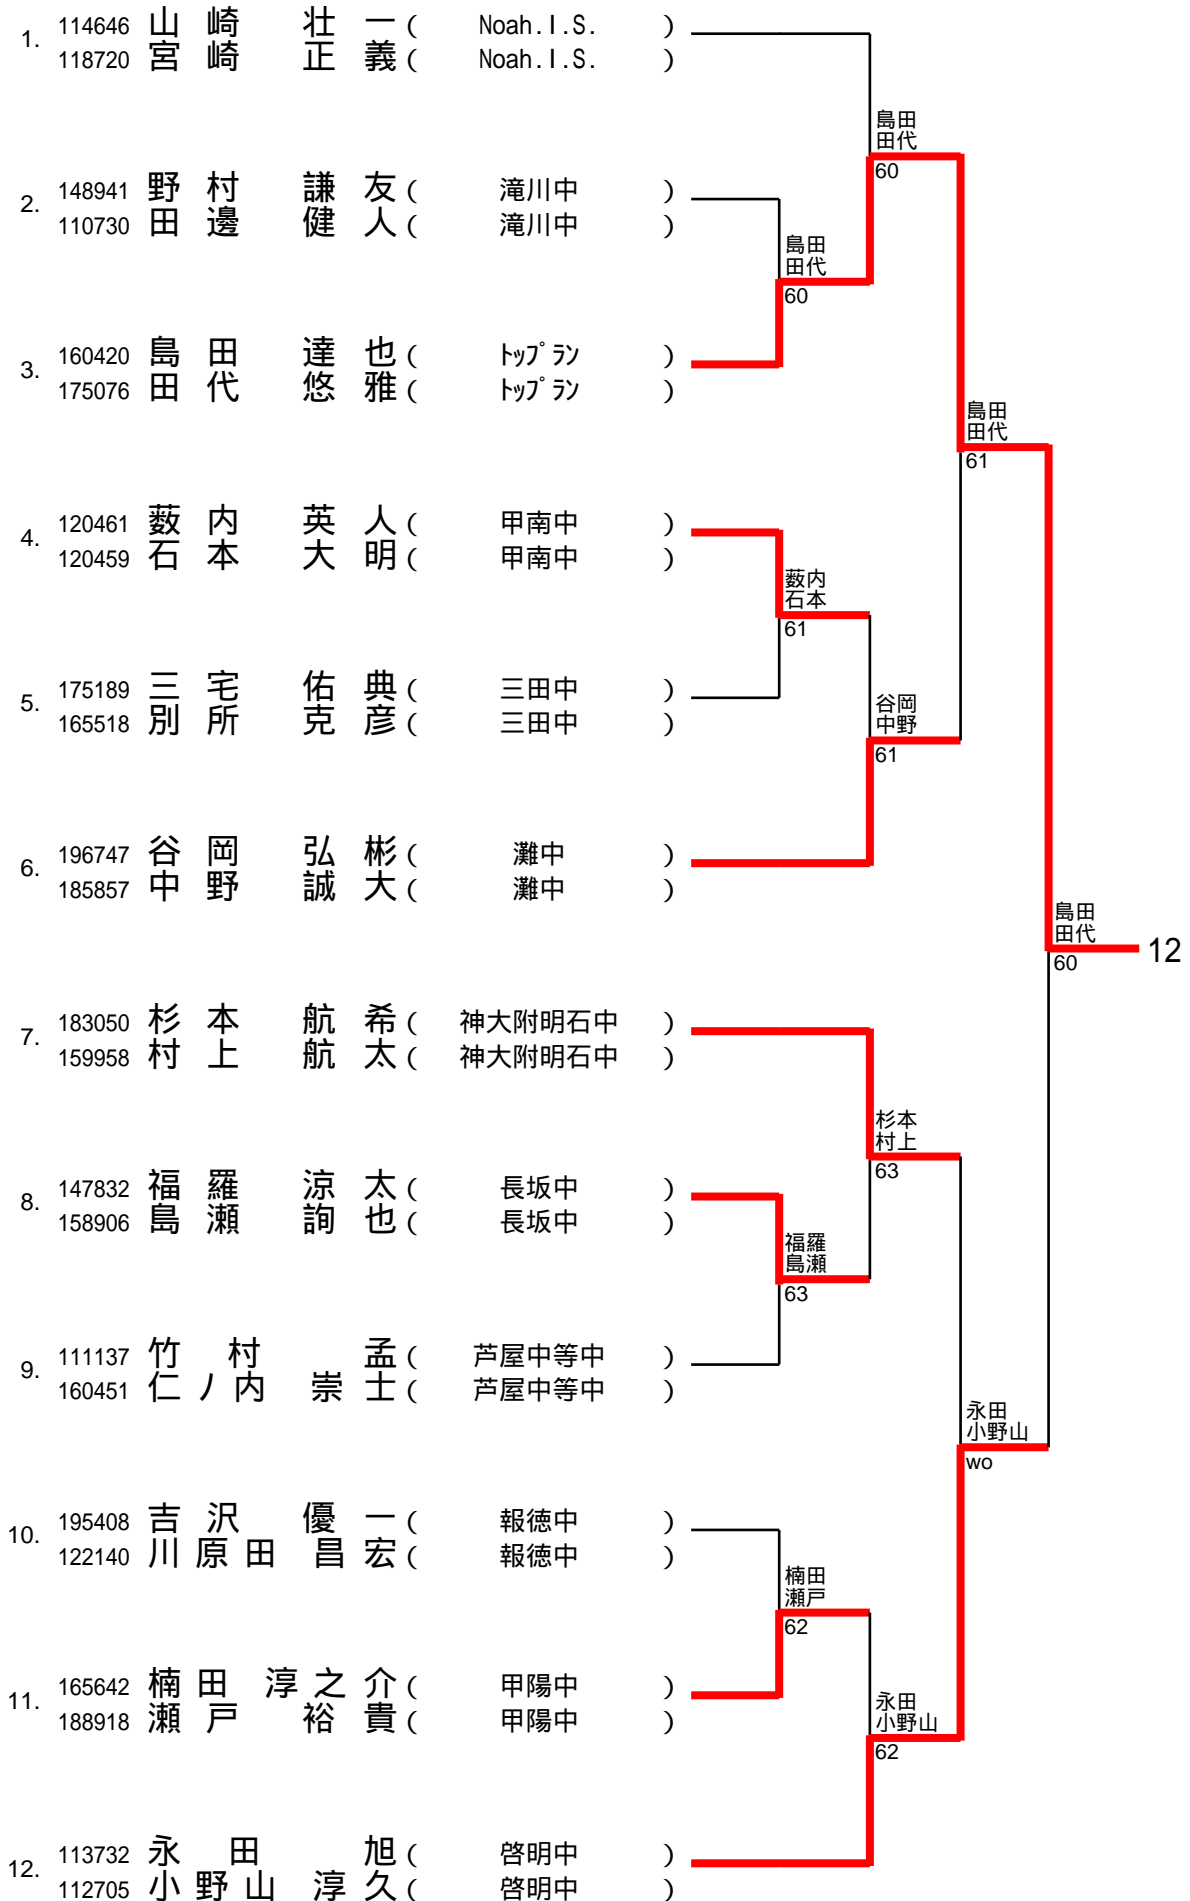 1. 114646 山崎 壮一 ( Noah.I.S. )
118720 宮崎 正義 ( Noah.I.S. )
島田
田代
60
2. 148941 野村 謙友 ( 滝川中 )
110730 田邊 健人 ( 滝川中 )
島田
田代
60
3. 160420 島田 達也 ( トップラン )
175076 田代 悠雅 ( トップラン )
島田
田代
61
4. 120461 薮内 英人 ( 甲南中 )
120459 石本 大明 ( 甲南中 )
薮内
石本
61
5. 175189 三宅 佑典 ( 三田中 )
165518 別所 克彦 ( 三田中 )
谷岡
中野
61
6. 196747 谷岡 弘彬 ( 灘中 )
185857 中野 誠大 ( 灘中 )
島田
田代
60
12
7. 183050 杉本 航希 ( 神大附明石中 )
159958 村上 航太 ( 神大附明石中 )
杉本
村上
63
8. 147832 福羅 涼太 ( 長坂中 )
158906 島瀬 詢也 ( 長坂中 )
福羅
島瀬
63
9. 111137 竹村 孟 ( 芦屋中等中 )
160451 仁ノ内 崇士 ( 芦屋中等中 )
永田
小野山
wo
10. 195408 吉沢 優一 ( 報徳中 )
122140 川原田 昌宏 ( 報徳中 )
楠田
瀬戸
62
11. 165642 楠田 淳之介 ( 甲陽中 )
188918 瀬戸 裕貴 ( 甲陽中 )
永田
小野山
62
12. 113732 永田 旭 ( 啓明中 )
112705 小野山 淳久 ( 啓明中 )